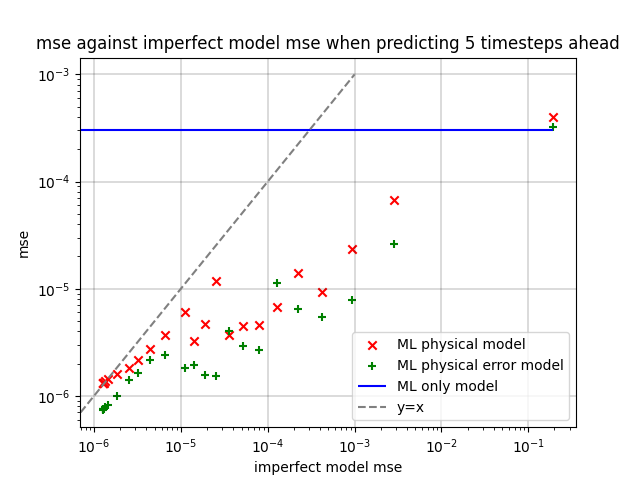 mse against imperfect model mse when predicting 5 timesteps ahead
mse
10⁻³
10⁻⁴
10⁻⁵
10⁻⁶
ML physical model
ML physical error model
ML only model
y=x
10⁻⁶ 10⁻⁵ 10⁻⁴ 10⁻³ 10⁻² 10⁻¹
imperfect model mse